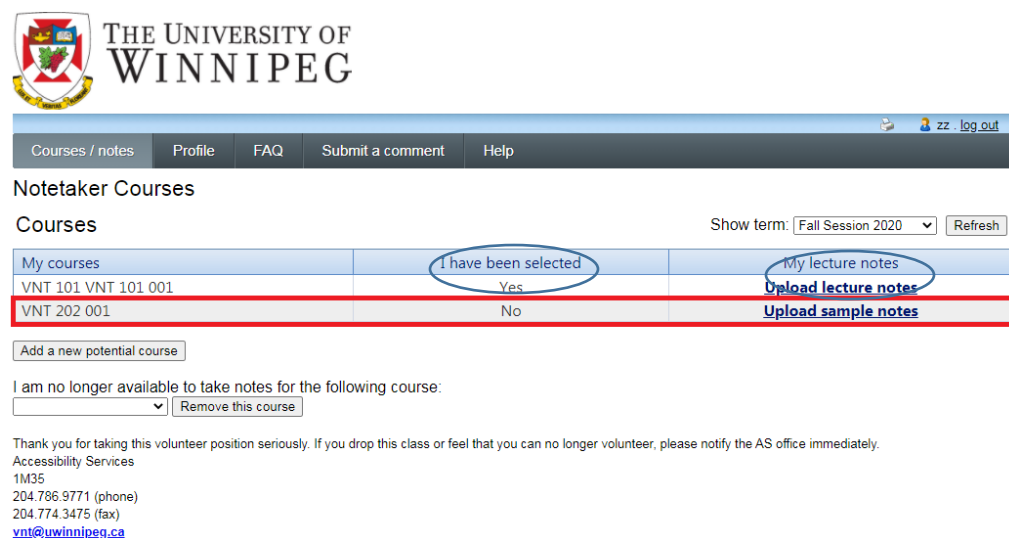 THE UNIVERSITY OF
WINNIPEG
zz . log out
Courses / notes Profile FAQ Submit a comment Help
Notetaker Courses
Courses Show term: Fall Session 2020 Refresh
My courses I have been selected My lecture notes
VNT 101 VNT 101 001 Yes Upload lecture notes
VNT 202 001 No Upload sample notes
Add a new potential course
I am no longer available to take notes for the following course:
Remove this course
Thank you for taking this volunteer position seriously. If you drop this class or feel that you can no longer volunteer, please notify the AS office immediately.
Accessibility Services
1M35
204.786.9771 (phone)
204.774.3475 (fax)
vnt@uwinnipeg.ca